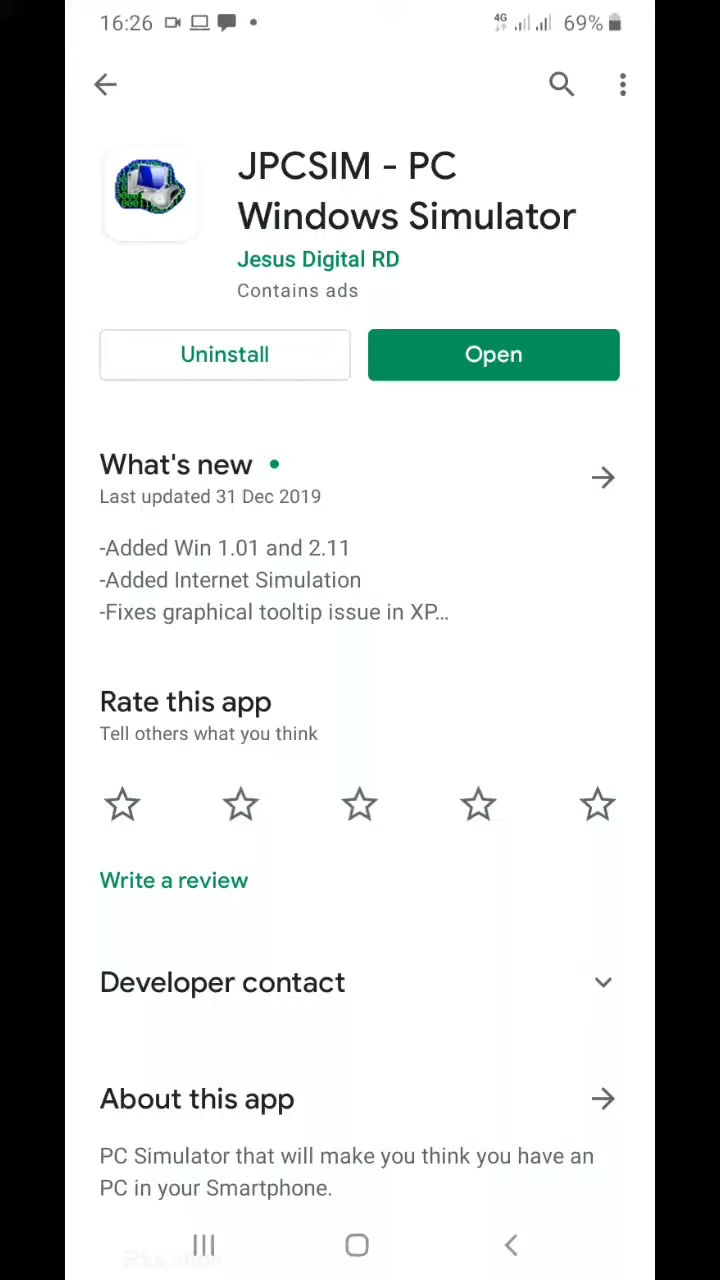 16:26
4G
69%
JPCSIM - PC
Windows Simulator
Jesus Digital RD
Contains ads
Uninstall
Open
What's new
Last updated 31 Dec 2019
-Added Win 1.01 and 2.11
-Added Internet Simulation
-Fixes graphical tooltip issue in XP...
Rate this app
Tell others what you think
Write a review
Developer contact
About this app
PC Simulator that will make you think you have an
PC in your Smartphone.
Education